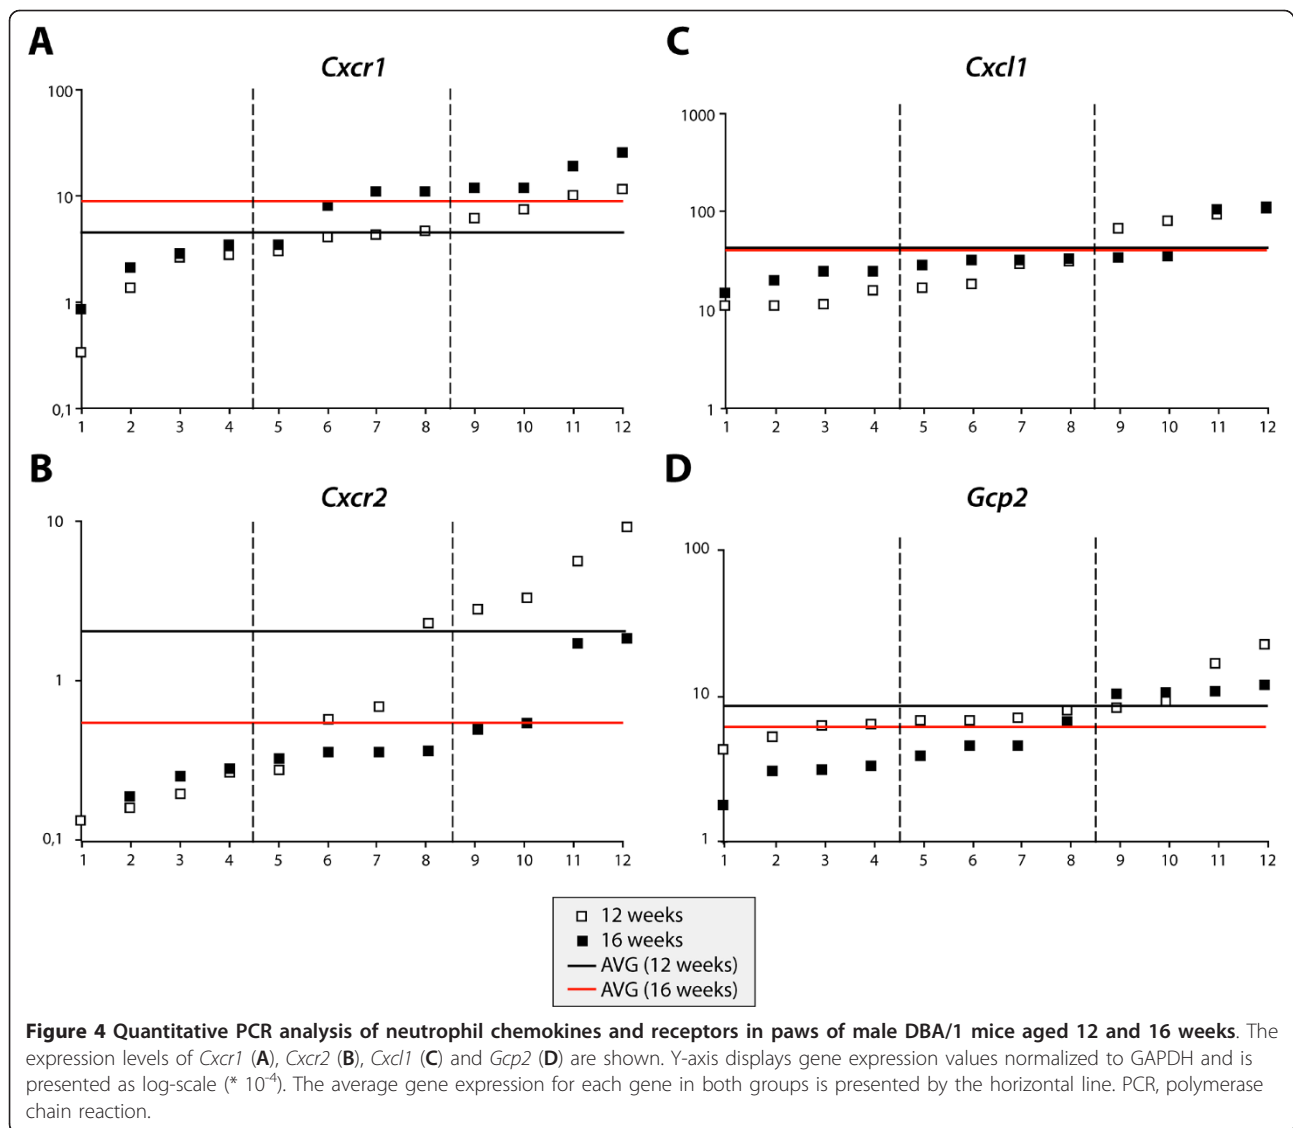 A
Cxcr1
100
10
1
0,1
1 2 3 4 5 6 7 8 9 10 11 12
C
Cxcl1
1000
100
10
1
1 2 3 4 5 6 7 8 9 10 11 12
B
Cxcr2
10
1
0,1
1 2 3 4 5 6 7 8 9 10 11 12
D
Gcp2
100
10
1
1 2 3 4 5 6 7 8 9 10 11 12
12 weeks
16 weeks
AVG (12 weeks)
AVG (16 weeks)
Figure 4 Quantitative PCR analysis of neutrophil chemokines and receptors in paws of male DBA/1 mice aged 12 and 16 weeks. The
expression levels of Cxcr1 (A), Cxcr2 (B), Cxcl1 (C) and Gcp2 (D) are shown. Y-axis displays gene expression values normalized to GAPDH and is
presented as log-scale (* 10-4). The average gene expression for each gene in both groups is presented by the horizontal line. PCR, polymerase
chain reaction.